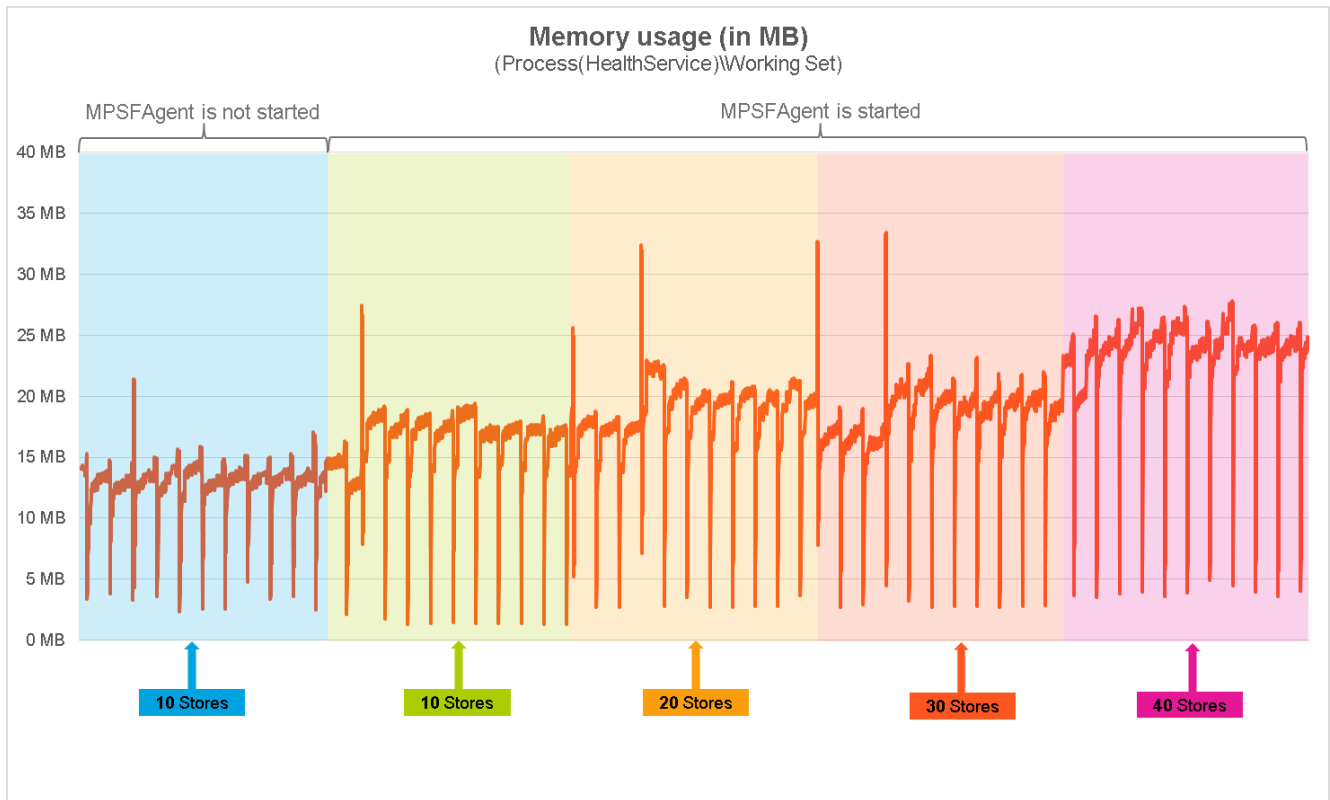 Memory usage (in MB)
(Process(HealthService)\Working Set)
MPSFAgent is not started
MPSFAgent is started
40 MB
35 MB
30 MB
25 MB
20 MB
15 MB
10 MB
5 MB
0 MB
10 Stores
10 Stores
20 Stores
30 Stores
40 Stores